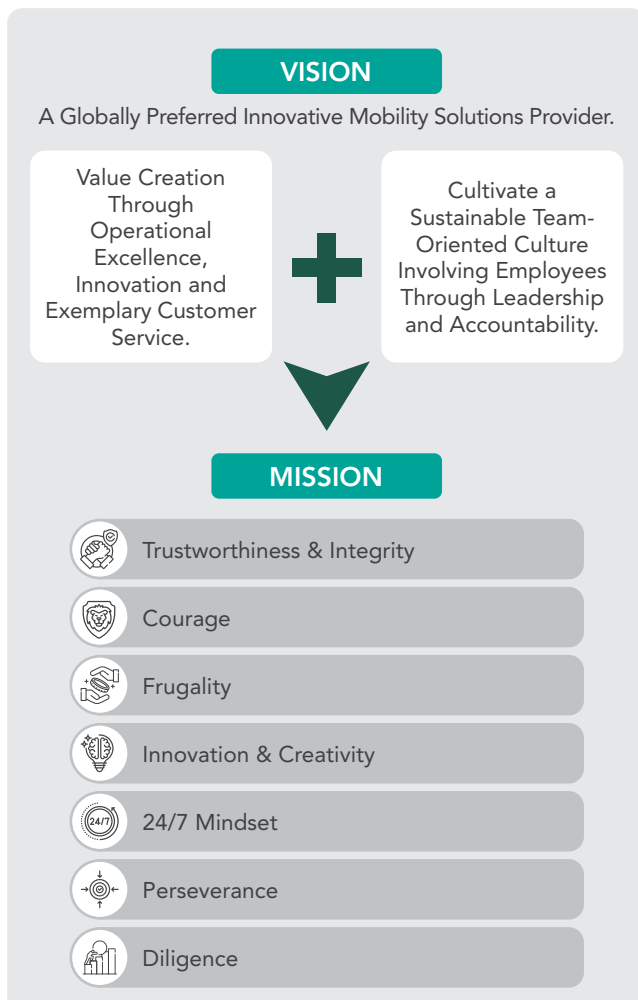 VISION
A Globally Preferred Innovative Mobility Solutions Provider.
Value Creation
Through
Operational
Excellence,
Innovation and
Exemplary Customer
Service.
Cultivate a
Sustainable Team-
Oriented Culture
Involving Employees
Through Leadership
and Accountability.
MISSION
Trustworthiness & Integrity
Courage
Frugality
Innovation & Creativity
24/7
24/7 Mindset
Perseverance
Diligence